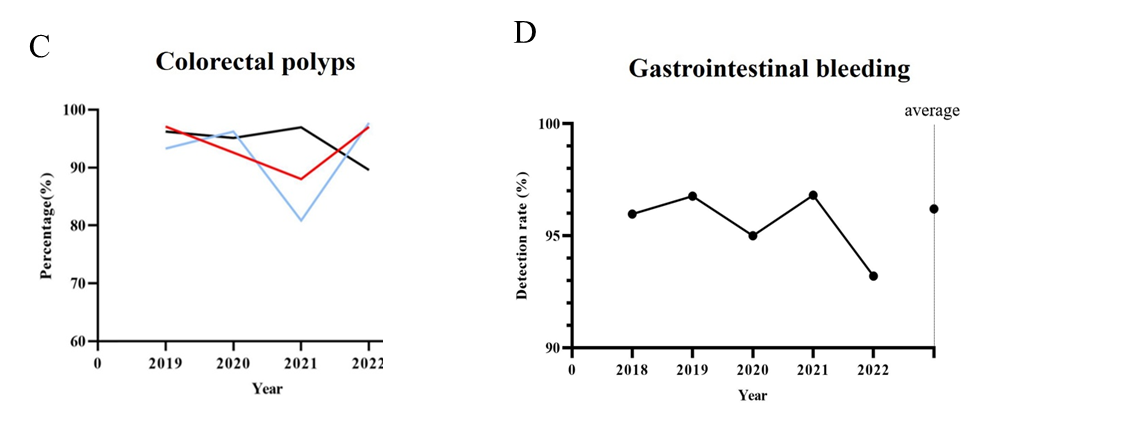 C
Colorectal polyps
100
90
80
70
60
Percentage(%)
0 2019 2020 2021 2022
Year
D
Gastrointestinal bleeding
average
100
95
90
Detection rate (%)
0 2018 2019 2020 2021 2022
Year